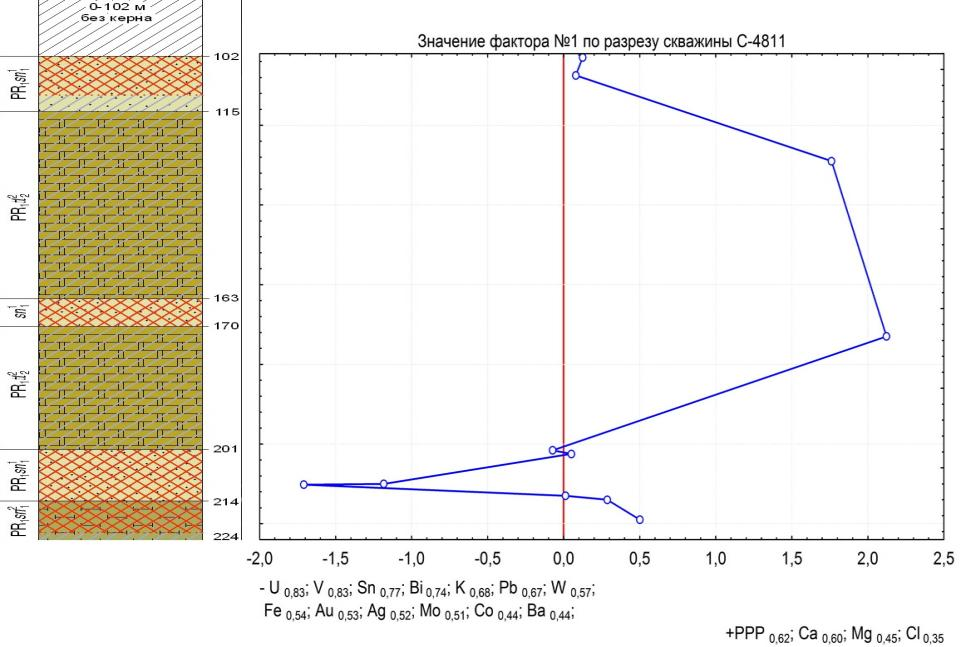 0-102 м
без керна
Значение фактора №1 по разрезу скважины С-4811
102
PR₁sn₁¹
115
163
sn₁¹
170
201
PR₁sn₁¹
214
PR₁sn₁²
224
-2,0 -1,5 -1,0 -0,5 0,0 0,5 1,0 1,5 2,0 2,5
- U 0,83; V 0,83; Sn 0,77; Bi 0,74; K 0,68; Pb 0,67; W 0,57;
Fe 0,54; Au 0,53; Ag 0,52; Mo 0,51; Co 0,44; Ba 0,44;
+PPP 0,62; Ca 0,60; Mg 0,45; Cl 0,35